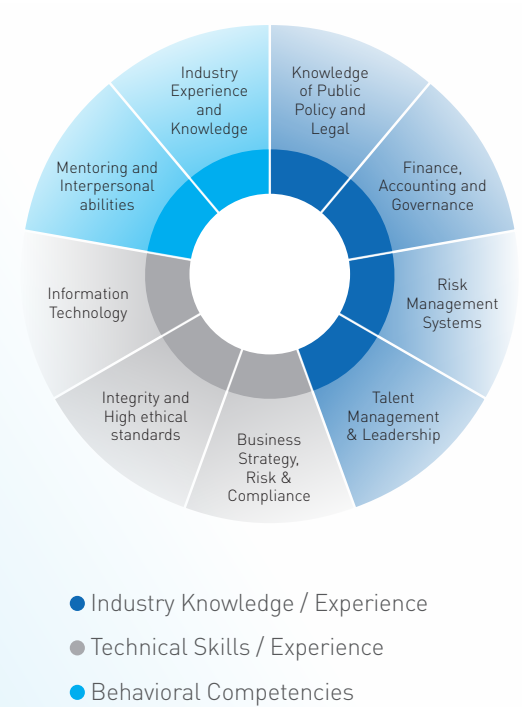 Industry
Experience
and
Knowledge
Knowledge
of Public
Policy and
Legal
Finance,
Accounting and
Governance
Risk
Management
Systems
Talent
Management
& Leadership
Business
Strategy,
Risk &
Compliance
Integrity and
High ethical
standards
Information
Technology
Mentoring and
Interpersonal
abilities
Industry Knowledge / Experience
Technical Skills / Experience
Behavioral Competencies